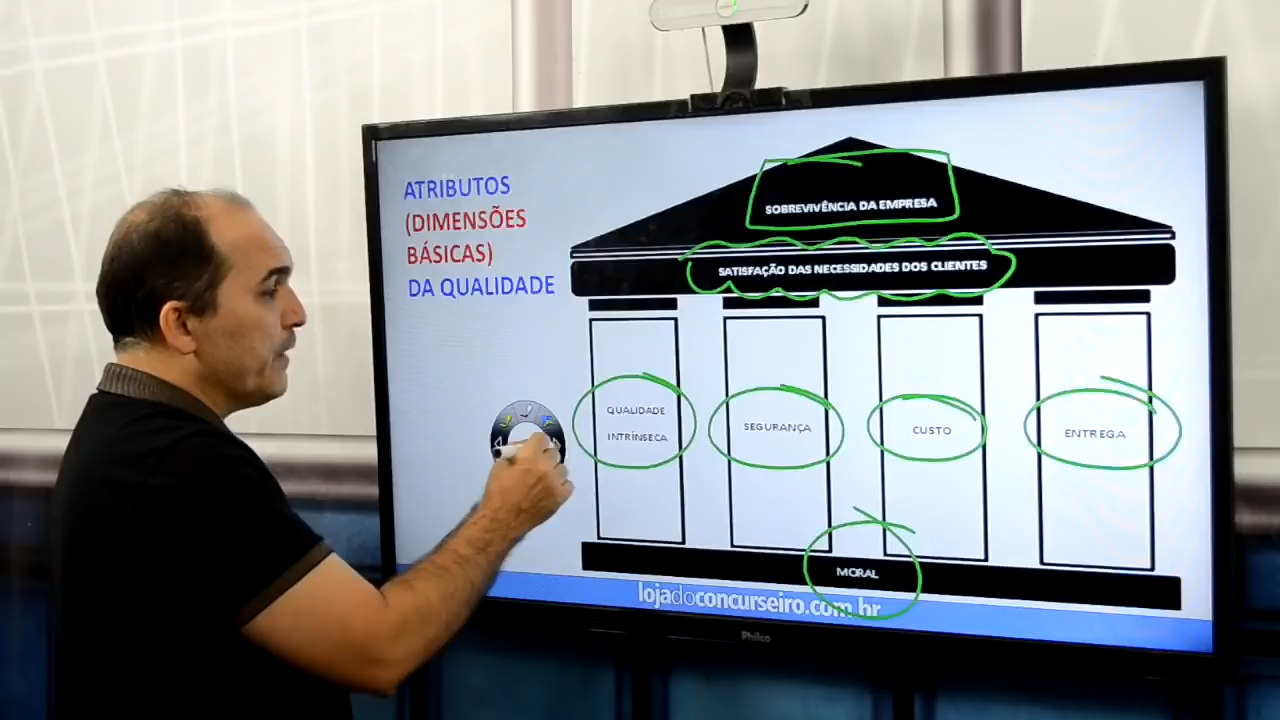 ATRIBUTOS
(DIMENSÕES
BÁSICAS)
DA QUALIDADE
SOBREVIVÊNCIA DA EMPRESA
SATISFAÇÃO DAS NECESSIDADES DOS CLIENTES
QUALIDADE
INTRÍNSECA
SEGURANÇA
CUSTO
ENTREGA
MORAL
lojadoconcurseiro.com.br
Philco